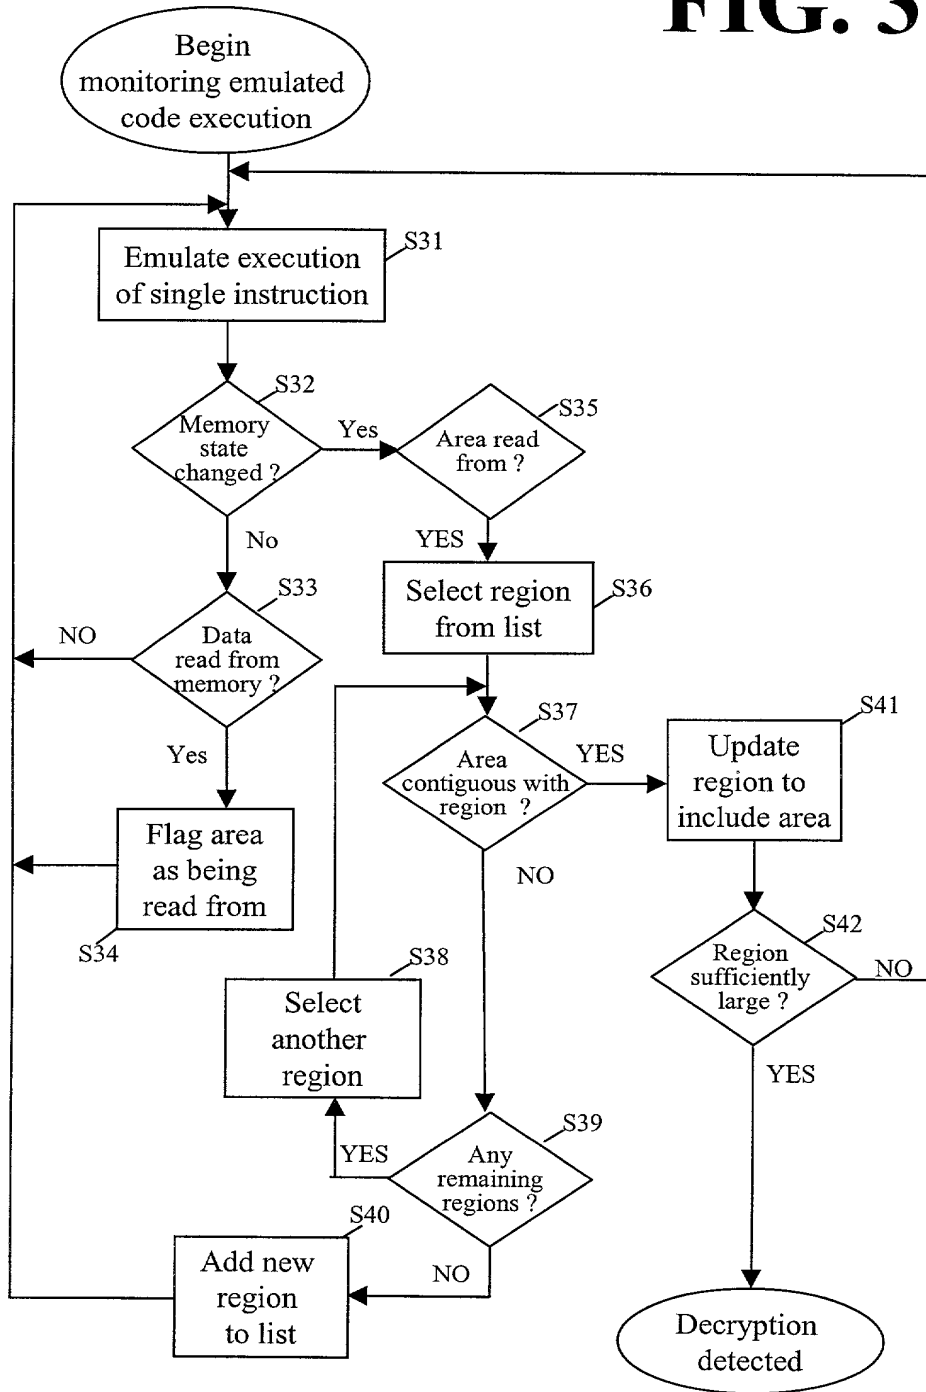 FIG. 3
Begin
monitoring emulated
code execution
S31
Emulate execution
of single instruction
S32
Memory
state
changed ?
Yes
S35
Area read
from ?
No
YES
S33
Data
read from
memory ?
NO
S36
Select region
from list
Yes
S37
Area
contiguous with
region ?
YES
S41
Update
region to
include area
Flag area
as being
read from
S34
NO
S42
Region
sufficiently
large ?
NO
S38
Select
another
region
YES
S39
Any
remaining
regions ?
YES
S40
Add new
region
to list
NO
Decryption
detected